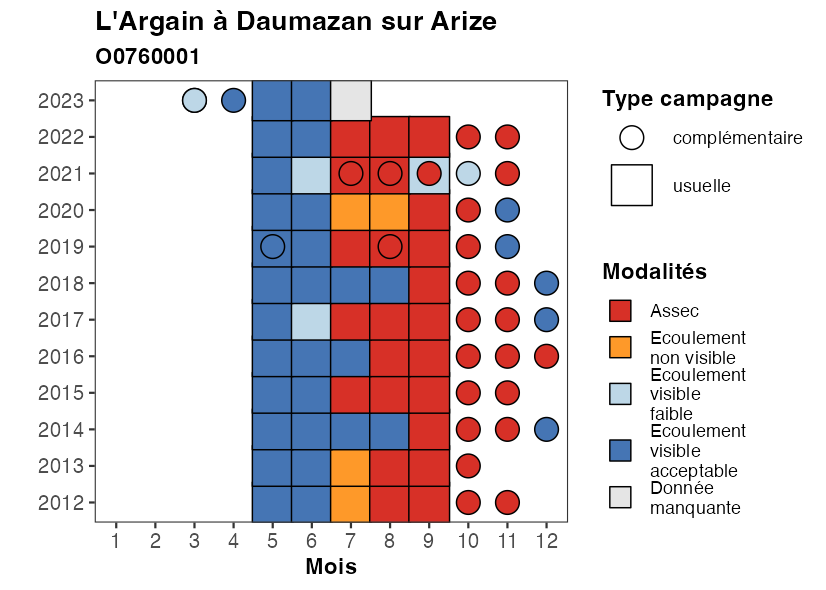 L'Argain à Daumazan sur Arize
O0760001
2023
2022
2021
2020
2019
2018
2017
2016
2015
2014
2013
2012
1 2 3 4 5 6 7 8 9 10 11 12
Mois
Type campagne
complémentaire
usuelle
Modalités
Assec
Ecoulement
non visible
Ecoulement
visible
faible
Ecoulement
visible
acceptable
Donnée
manquante